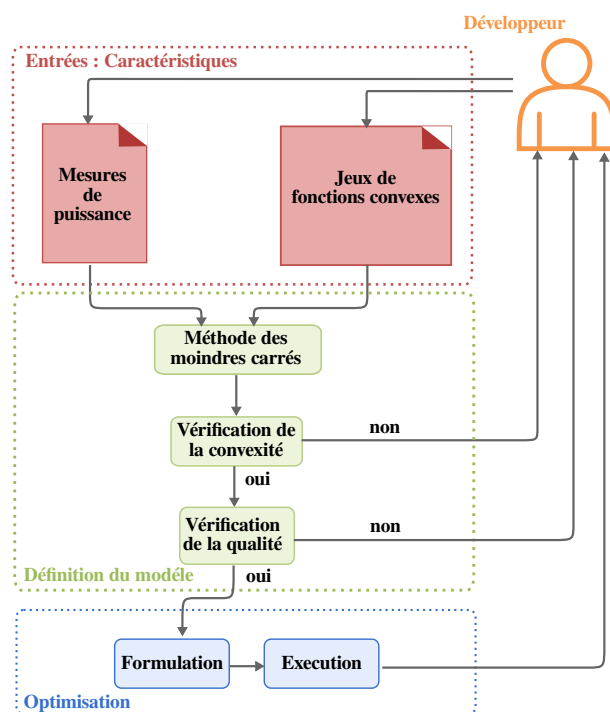 Développeur
Entrées : Caractéristiques
Mesures
de
puissance
Jeux de
fonctions convexes
Méthode des
moindres carrés
Vérification de
la convexité
non
oui
Vérification
de la qualité
non
Définition du modéle
oui
Formulation
Execution
Optimisation